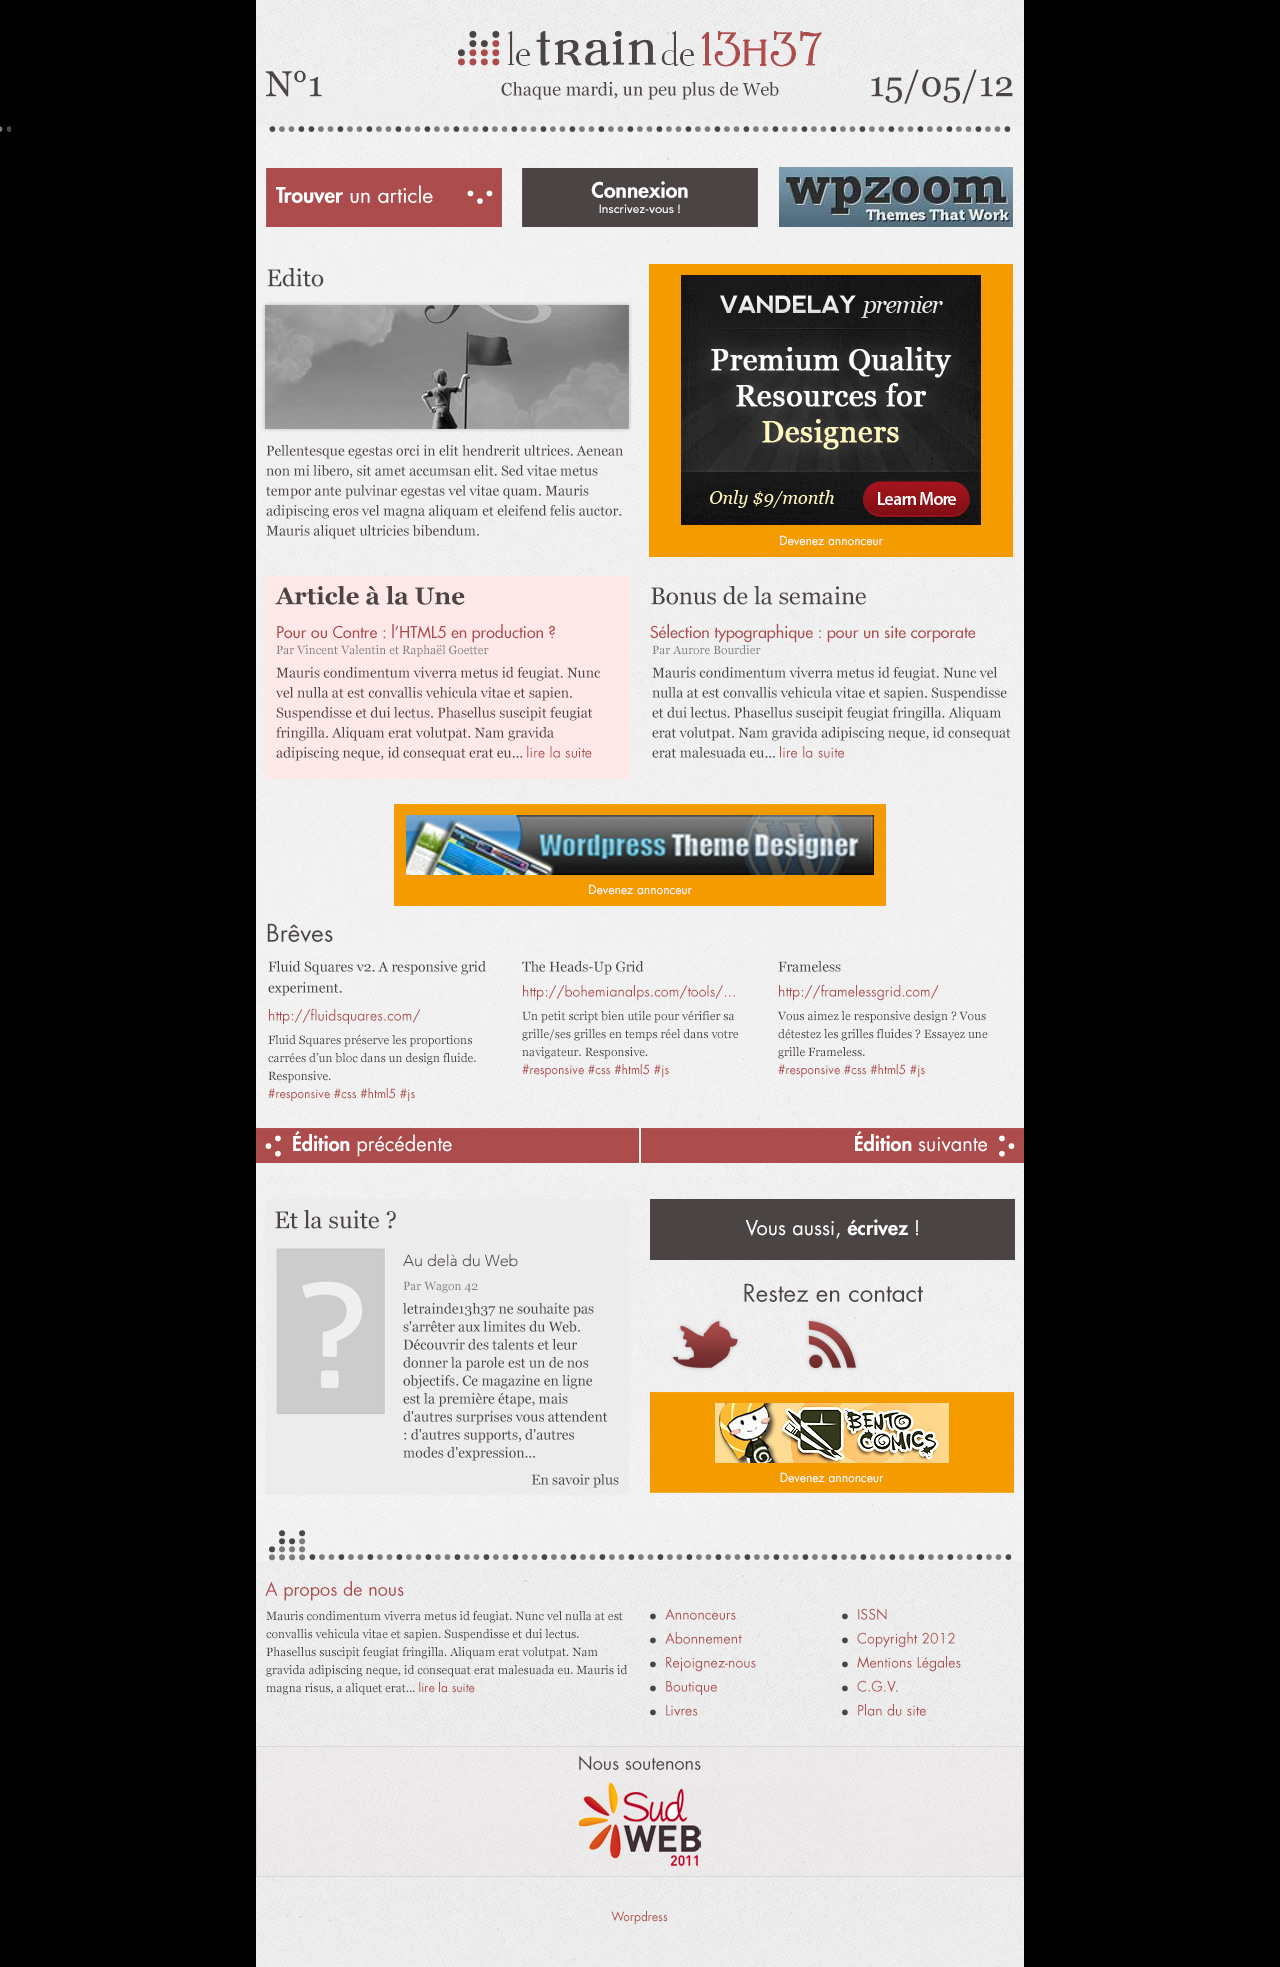 le train de 13H37
N°1
Chaque mardi, un peu plus de Web
15/05/12
Trouver un article
Connexion
Inscrivez-vous !
wpzoom
Themes That Work
Edito
Pellentesque egestas orci in elit hendrerit ultrices. Aenean
non mi libero, sit amet accumsan elit. Sed vitae metus
tempor ante pulvinar egestas vel vitae quam. Mauris
adipiscing eros vel magna aliquam et eleifend felis auctor.
Mauris aliquet ultricies bibendum.
VANDELAY premier
Premium Quality
Resources for
Designers
Only $9/month
Learn More
Devenez annonceur
Article à la Une
Pour ou Contre : l'HTML5 en production ?
Par Vincent Valentin et Raphaël Goetter
Mauris condimentum viverra metus id feugiat. Nunc
vel nulla at est convallis vehicula vitae et sapien.
Suspendisse et dui lectus. Phasellus suscipit feugiat
fringilla. Aliquam erat volutpat. Nam gravida
adipiscing neque, id consequat erat eu... lire la suite
Bonus de la semaine
Sélection typographique : pour un site corporate
Par Aurore Bourdier
Mauris condimentum viverra metus id feugiat. Nunc vel
nulla at est convallis vehicula vitae et sapien. Suspendisse
et dui lectus. Phasellus suscipit feugiat fringilla. Aliquam
erat volutpat. Nam gravida adipiscing neque, id consequat
erat malesuada eu... lire la suite
Wordpress Theme Designer
Devenez annonceur
Brêves
Fluid Squares v2. A responsive grid
experiment.
http://fluidsquares.com/
Fluid Squares préserve les proportions
carrées d'un bloc dans un design fluide.
Responsive.
#responsive #css #html5 #js
The Heads-Up Grid
http://bohemianalps.com/tools/...
Un petit script bien utile pour vérifier sa
grille/ses grilles en temps réel dans votre
navigateur. Responsive.
#responsive #css #html5 #js
Frameless
http://framelessgrid.com/
Vous aimez le responsive design ? Vous
détestez les grilles fluides ? Essayez une
grille Frameless.
#responsive #css #html5 #js
Édition précédente
Édition suivante
Et la suite ?
?
Au delà du Web
Par Wagon 42
letrainde13h37 ne souhaite pas
s'arrêter aux limites du Web.
Découvrir des talents et leur
donner la parole est un de nos
objectifs. Ce magazine en ligne
est la première étape, mais
d'autres surprises vous attendent
: d'autres supports, d'autres
modes d'expression...
En savoir plus
Vous aussi, écrivez !
Restez en contact
BENTO
COMICS
Devenez annonceur
A propos de nous
Mauris condimentum viverra metus id feugiat. Nunc vel nulla at est
convallis vehicula vitae et sapien. Suspendisse et dui lectus.
Phasellus suscipit feugiat fringilla. Aliquam erat volutpat. Nam
gravida adipiscing neque, id consequat erat malesuada eu. Mauris id
magna risus, a aliquet erat... lire la suite
Annonceurs
Abonnement
Rejoignez-nous
Boutique
Livres
ISSN
Copyright 2012
Mentions Légales
C.G.V.
Plan du site
Nous soutenons
Sud
WEB
2011
Worpdress